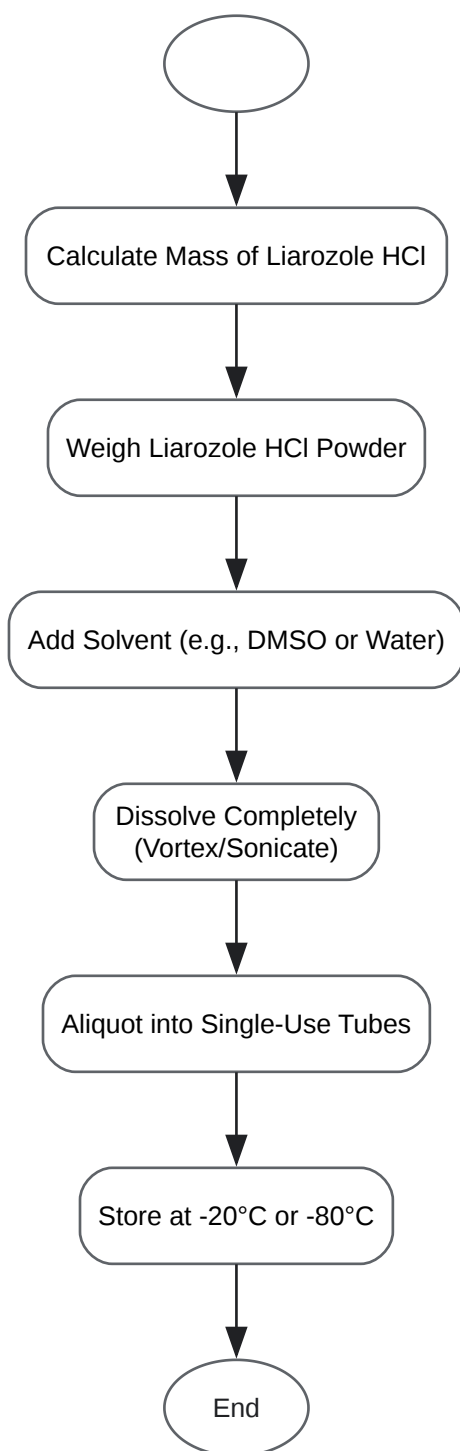 Calculate Mass of Liarozole HCl
Weigh Liarozole HCl Powder
Add Solvent (e.g., DMSO or Water)
Dissolve Completely
(Vortex/Sonicate)
Aliquot into Single-Use Tubes
Store at -20°C or -80°C
End